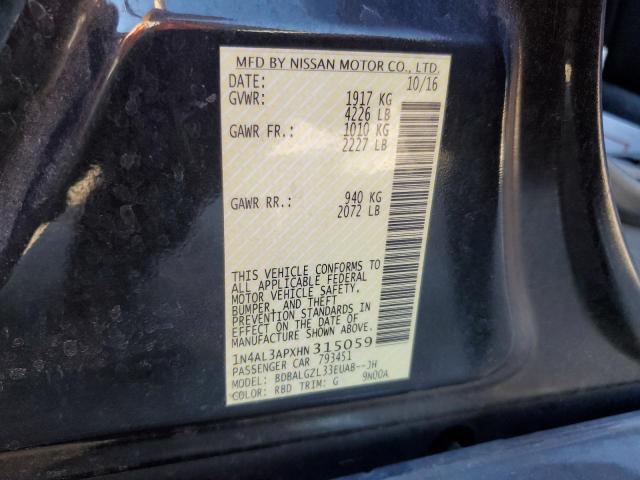 MFD BY NISSAN MOTOR CO., LTD.
DATE: 10/16
GVWR: 1917 KG
4226 LB
GAWR FR.: 1010 KG
2227 LB
GAWR RR.: 940 KG
2072 LB
THIS VEHICLE CONFORMS TO
ALL APPLICABLE FEDERAL
MOTOR VEHICLE SAFETY,
BUMPER, AND THEFT
PREVENTION STANDARDS IN
EFFECT ON THE DATE OF
MANUFACTURE SHOWN ABOVE.
1N4AL3APXHN315059
PASSENGER CAR 793451
MODEL: BDBALGZL33EUAB--JH
COLOR: RBD TRIM: G 9N00A